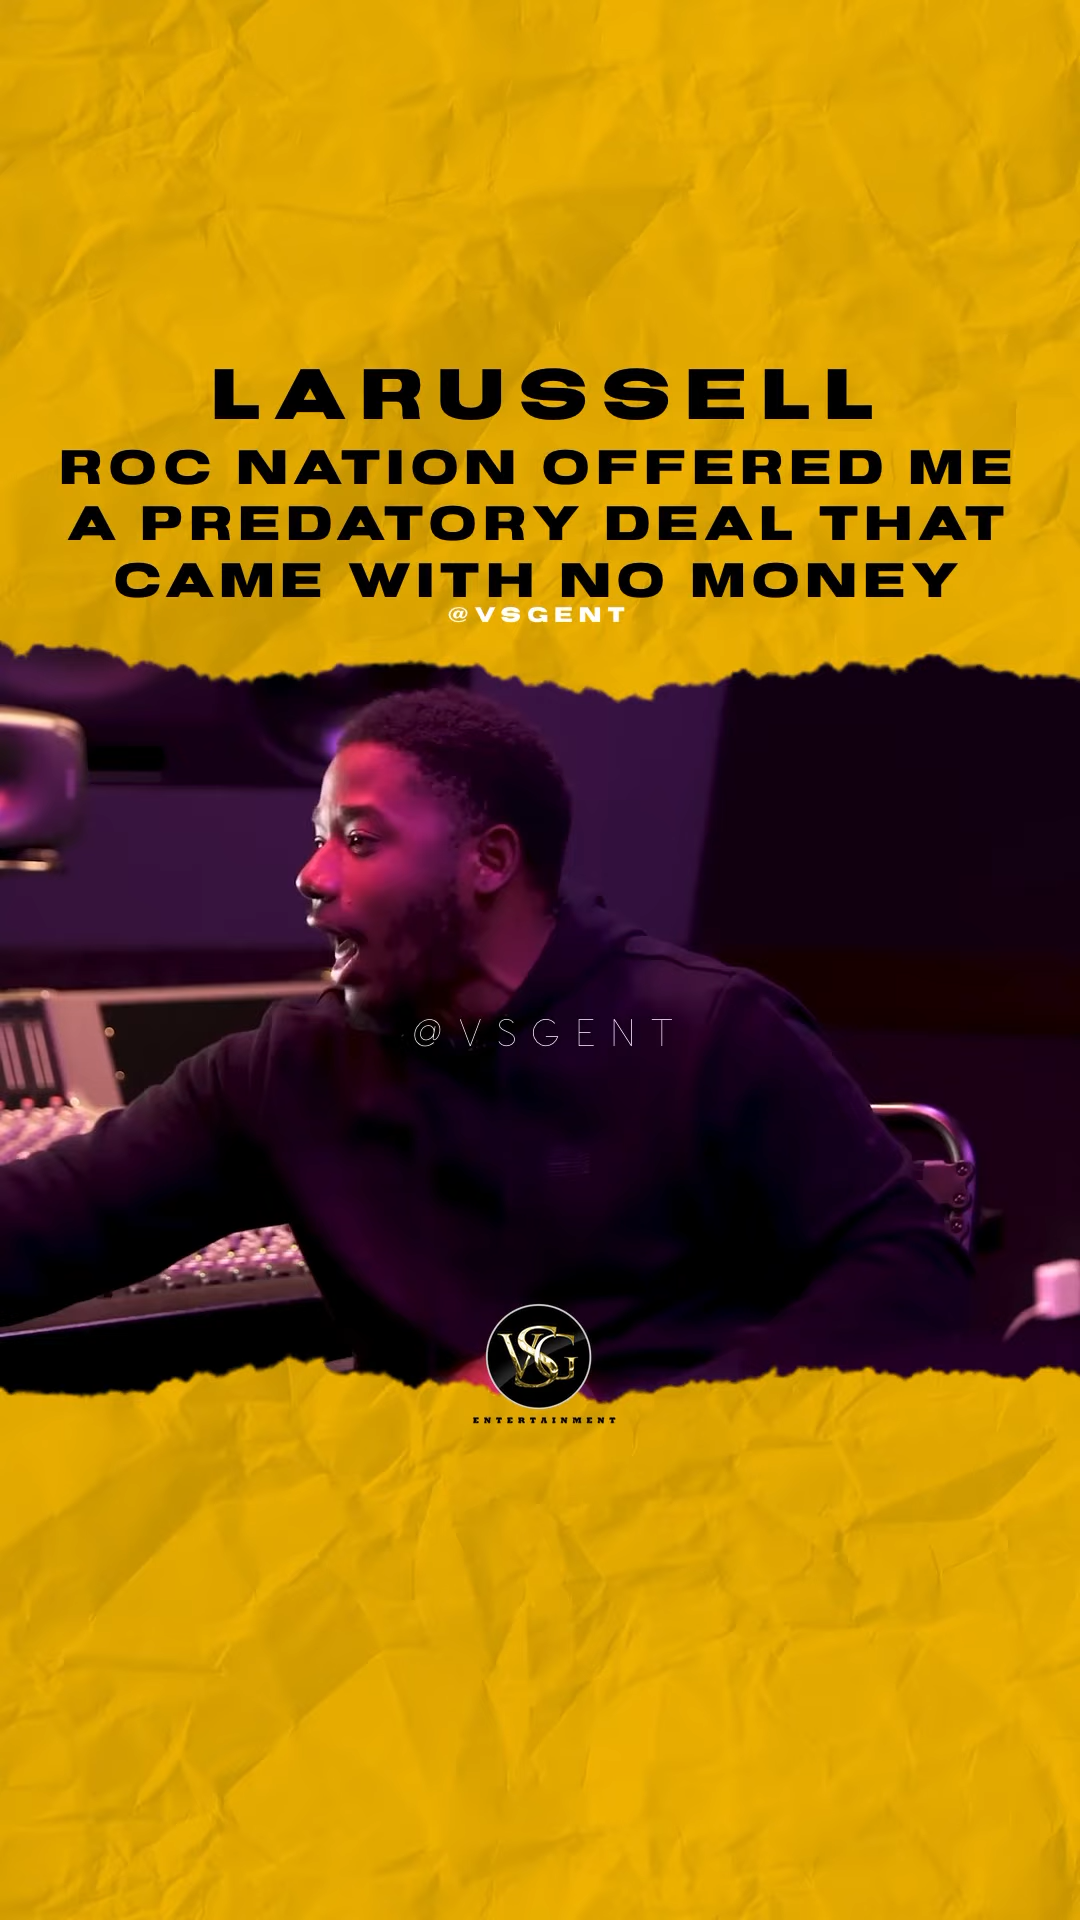 LARUSSELL
ROC NATION OFFERED ME
A PREDATORY DEAL THAT
CAME WITH NO MONEY
@VSGENT
@VSGENT
VSG
ENTERTAINMENT